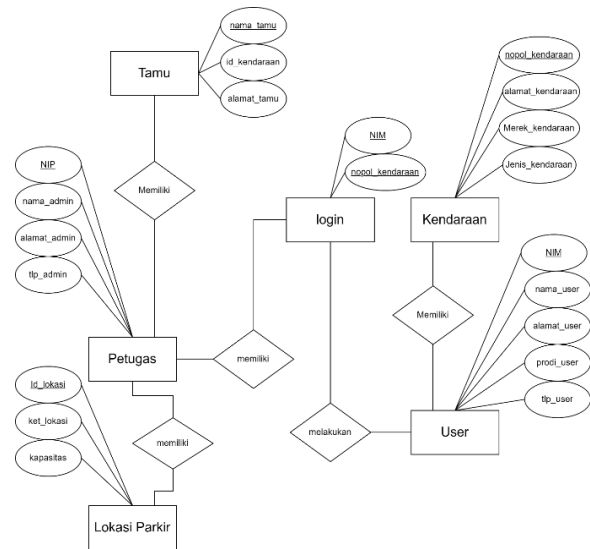 nama_tamu
Tamu
id_kendaraan
alamat_tamu
nopol_kendaraan
alamat_kendaraan
Merek_kendaraan
Jenis_kendaraan
NIM
nopol_kendaraan
NIP
nama_admin
alamat_admin
tlp_admin
Memiliki
login
Kendaraan
NIM
nama_user
alamat_user
prodi_user
tlp_user
Memiliki
Petugas
memiliki
Id_lokasi
ket_lokasi
kapasitas
memiliki
melakukan
User
Lokasi Parkir